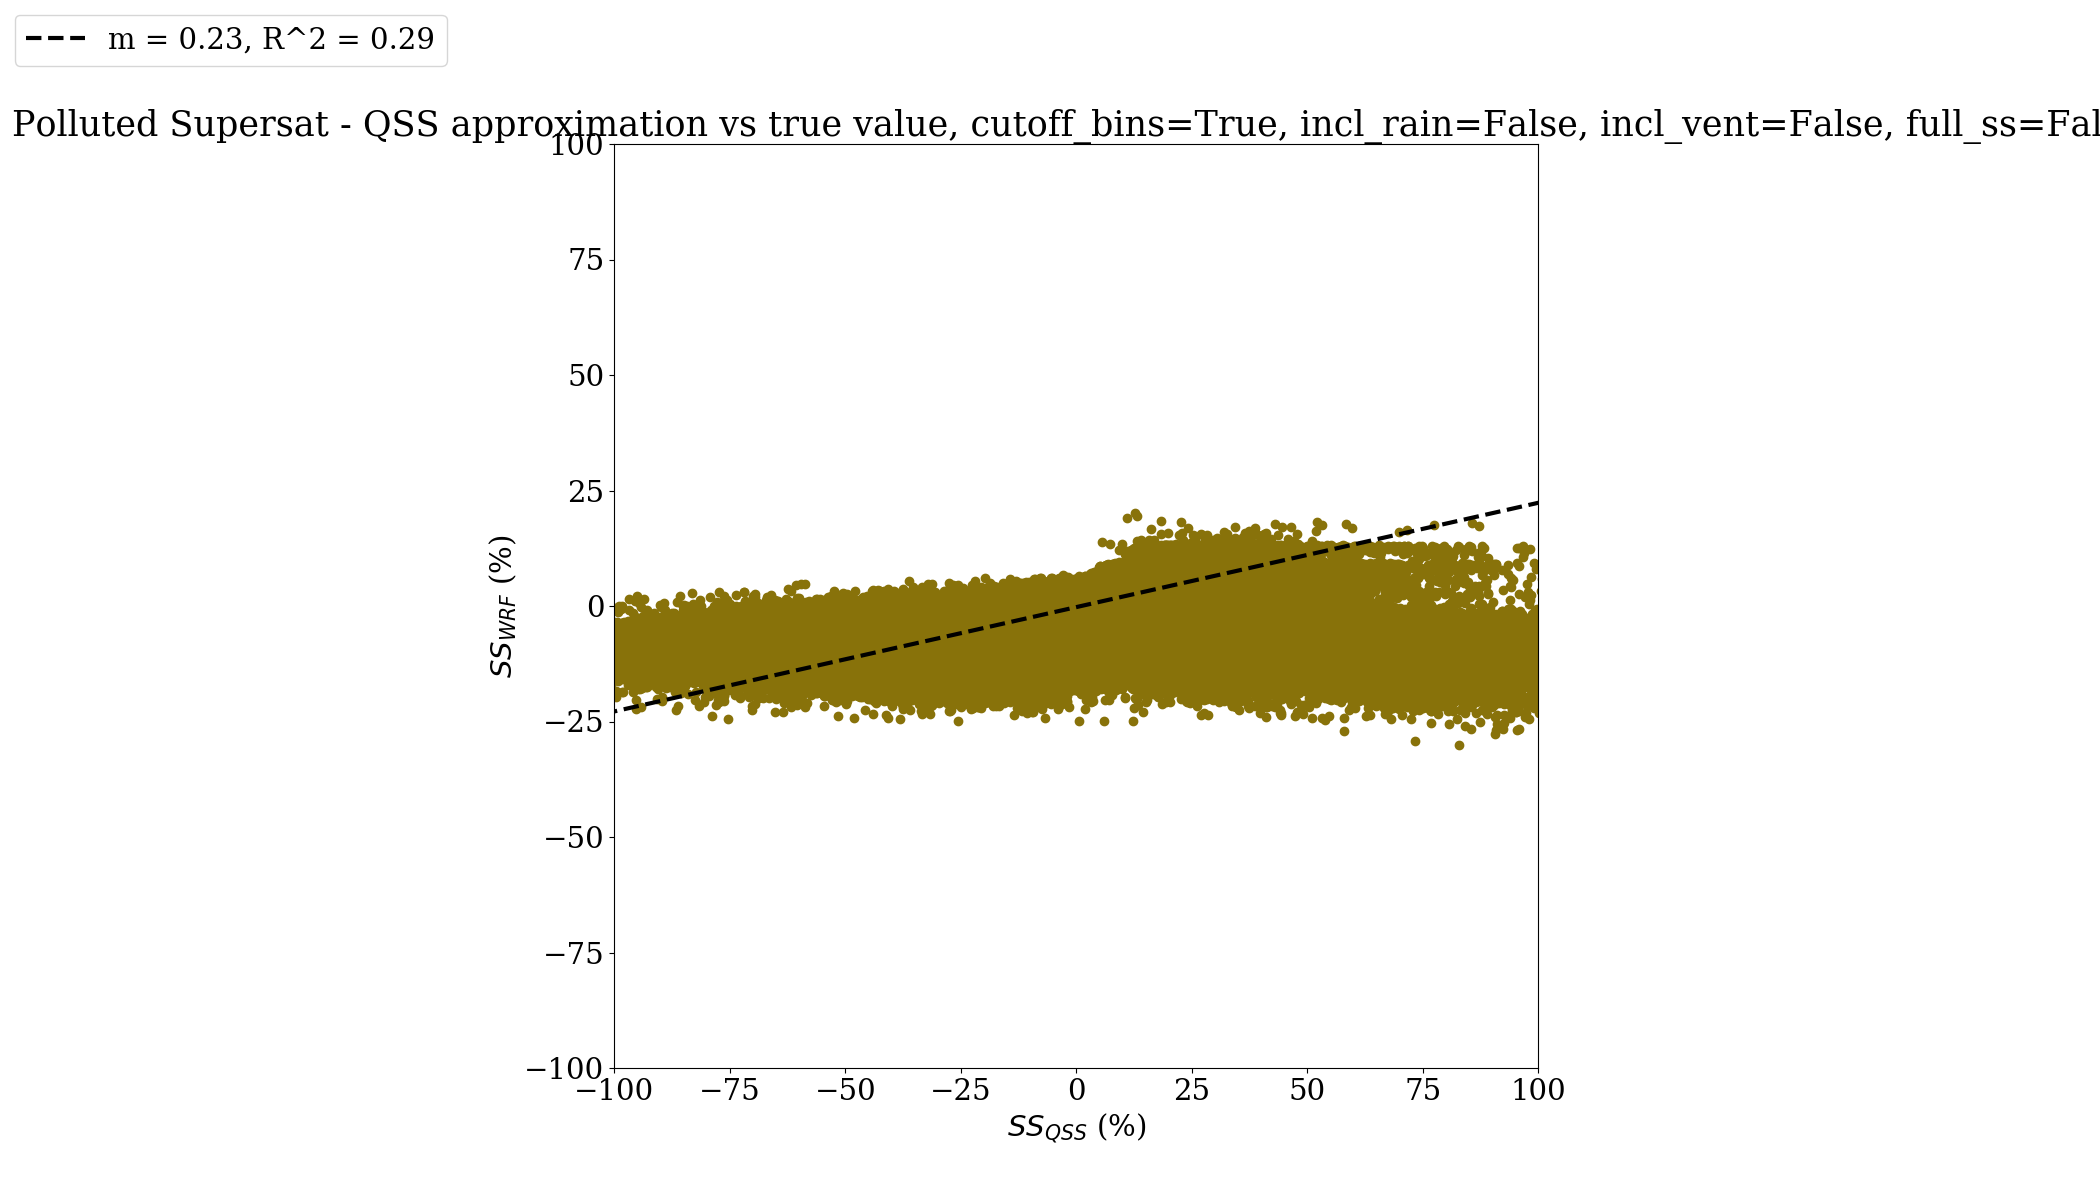 m = 0.23, R^2 = 0.29
Polluted Supersat - QSS approximation vs true value, cutoff_bins=True, incl_rain=False, incl_vent=False, full_ss=Fal
100
75
50
25
0
−25
−50
−75
−100
SS_WRF (%)
−100 −75 −50 −25 0 25 50 75 100
SS_QSS (%)